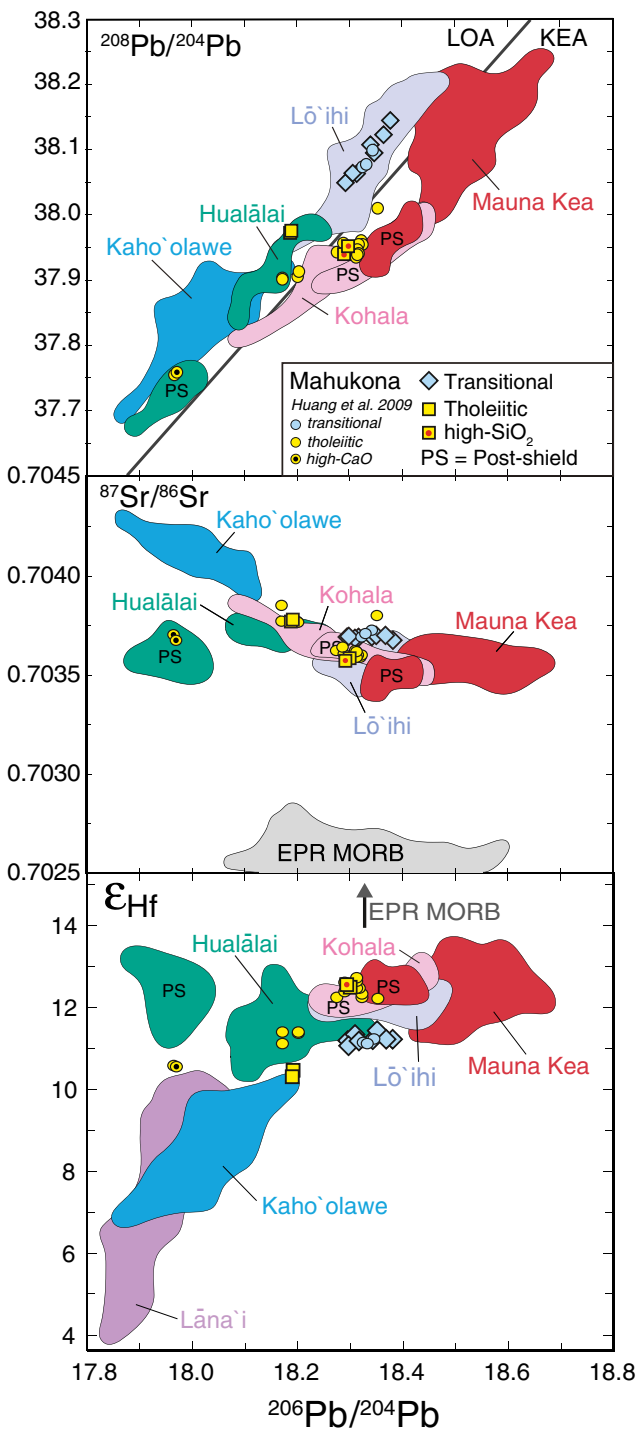 38.3
²⁰⁸Pb/²⁰⁴Pb
LOA
KEA
38.2
Lō`ihi
38.1
Mauna Kea
38.0
Hualālai
PS
Kaho`olawe
PS
37.9
Kohala
37.8
Mahukona
Transitional
Huang et al. 2009
Tholeiitic
transitional
high-SiO₂
tholeiitic
PS = Post-shield
high-CaO
PS
37.7
0.7045
⁸⁷Sr/⁸⁶Sr
Kaho`olawe
0.7040
Kohala
Hualālai
Mauna Kea
PS
PS
PS
0.7035
Lō`ihi
0.7030
EPR MORB
0.7025
εHf
EPR MORB
14
Hualālai
Kohala
PS
PS
PS
12
Lō`ihi
Mauna Kea
10
8
Kaho`olawe
6
Lāna`i
4
17.8 18.0 18.2 18.4 18.6 18.8
²⁰⁶Pb/²⁰⁴Pb